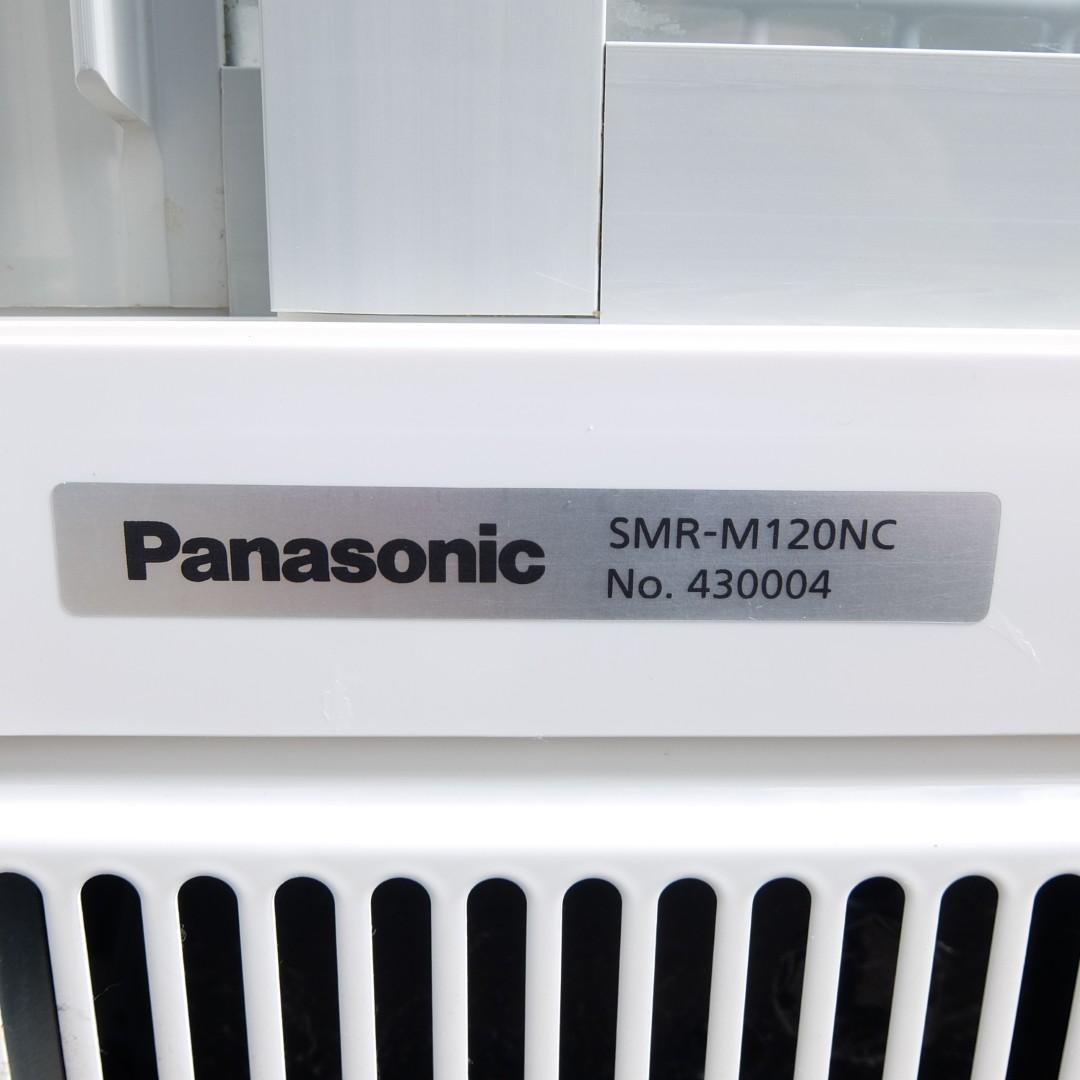 Panasonic
SMR-M120NC
No. 430004